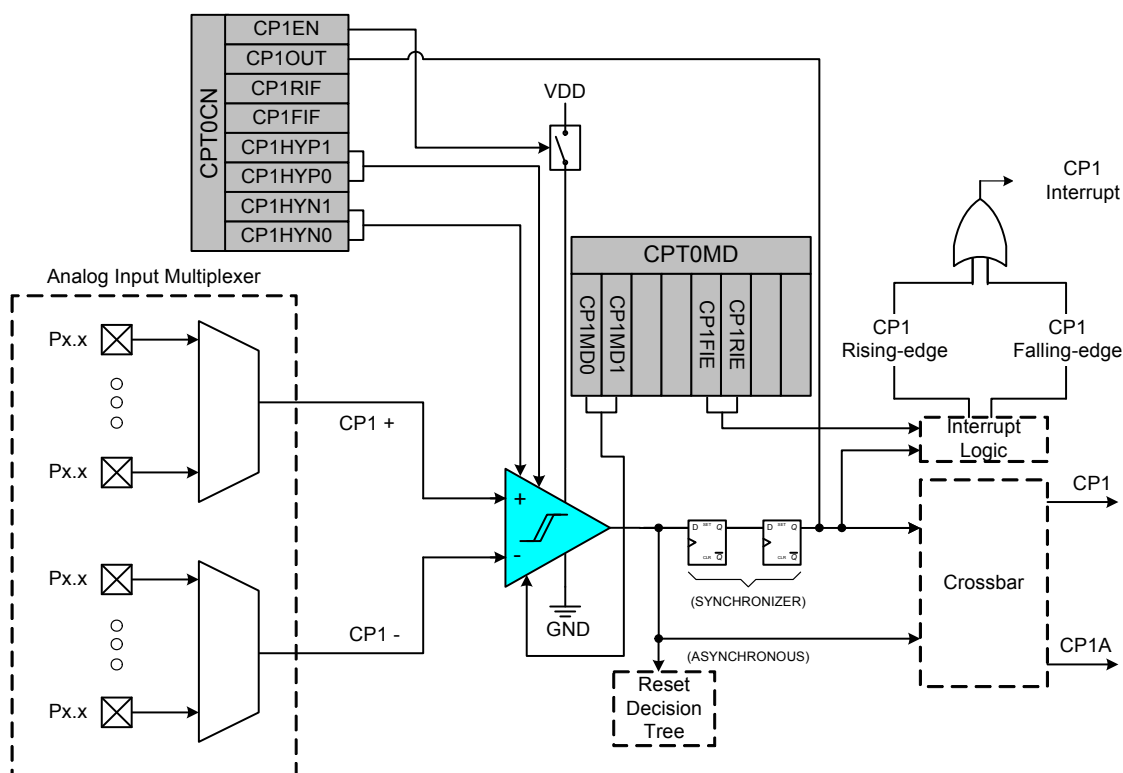 CPT0CN
CP1EN
CP1OUT
CP1RIF
CP1FIF
CP1HYP1
CP1HYP0
CP1HYN1
CP1HYN0
VDD
CP1
Interrupt
CPT0MD
CP1MD0
CP1MD1
CP1FIE
CP1RIE
CP1
Rising-edge
CP1
Falling-edge
Interrupt
Logic
Analog Input Multiplexer
Px.x
Px.x
CP1 +
Px.x
Px.x
CP1 -
+
-
GND
D SET Q
CLR Q
D SET Q
CLR Q
(SYNCHRONIZER)
(ASYNCHRONOUS)
Reset
Decision
Tree
Crossbar
CP1
CP1A